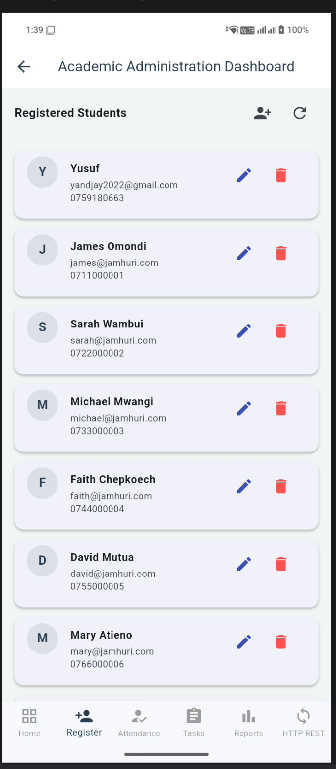 1:39 100%
Academic Administration Dashboard
Registered Students
Y
Yusuf
yandjay2022@gmail.com
0759180663
J
James Omondi
james@jamhuri.com
0711000001
S
Sarah Wambui
sarah@jamhuri.com
0722000002
M
Michael Mwangi
michael@jamhuri.com
0733000003
F
Faith Chepkoech
faith@jamhuri.com
0744000004
D
David Mutua
david@jamhuri.com
0755000005
M
Mary Atieno
mary@jamhuri.com
0766000006
Home Register Attendance Tasks Reports HTTP REST